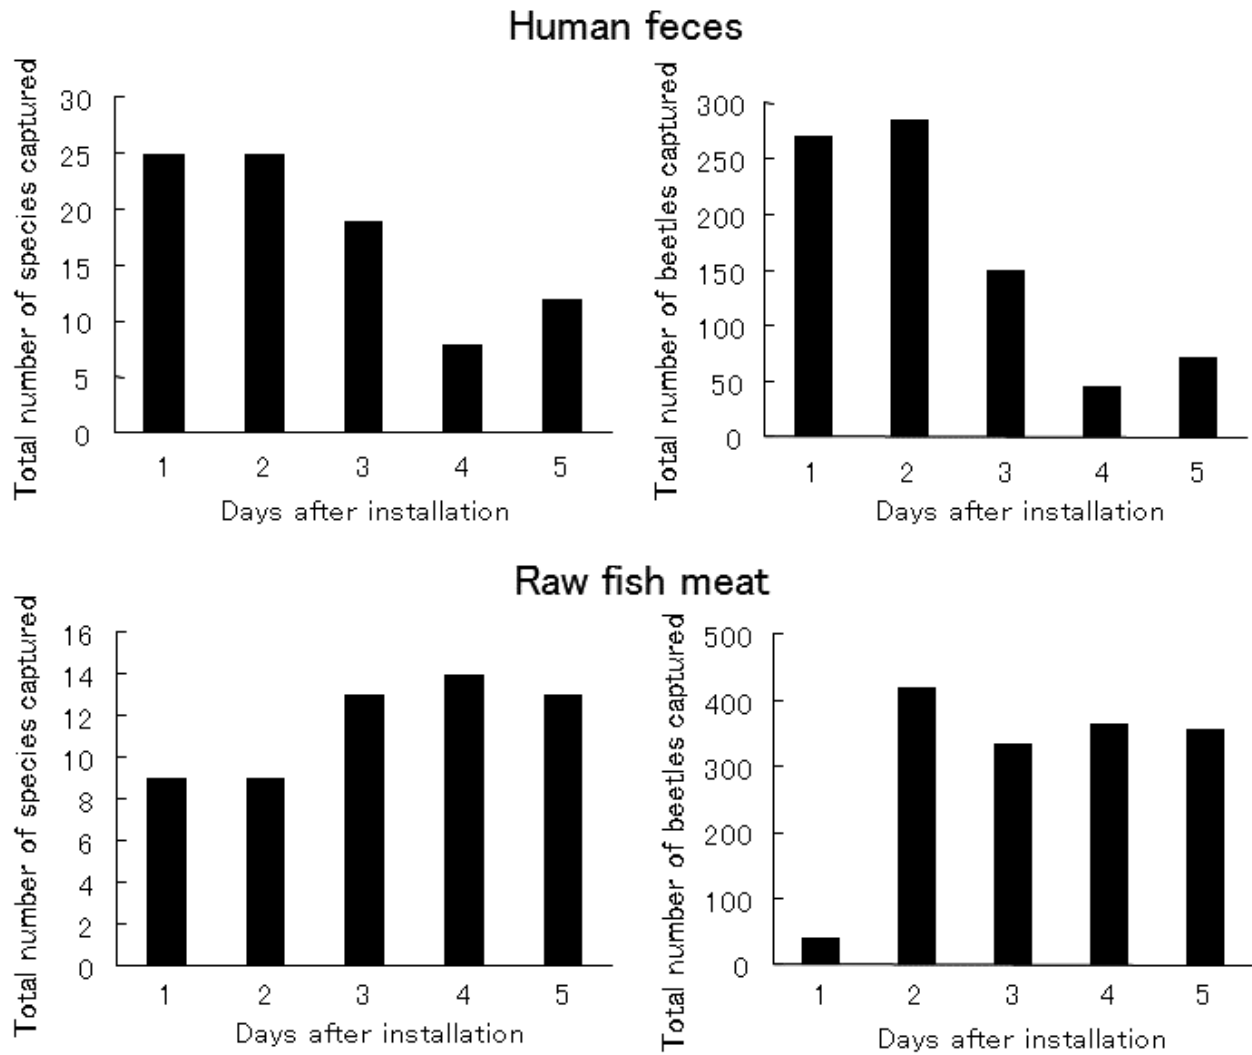 Human feces
Total number of species captured
30
25
20
15
10
5
0
1 2 3 4 5
Days after installation
Total number of beetles captured
300
250
200
150
100
50
0
1 2 3 4 5
Days after installation
Raw fish meat
Total number of species captured
16
14
12
10
8
6
4
2
0
1 2 3 4 5
Days after installation
Total number of beetles captured
500
400
300
200
100
0
1 2 3 4 5
Days after installation